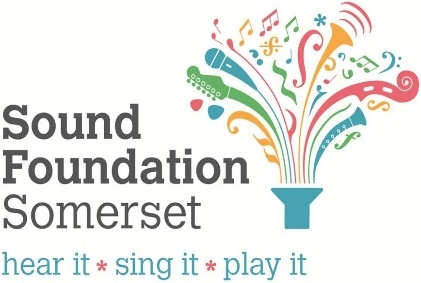 Sound
Foundation
Somerset
hear it * sing it * play it